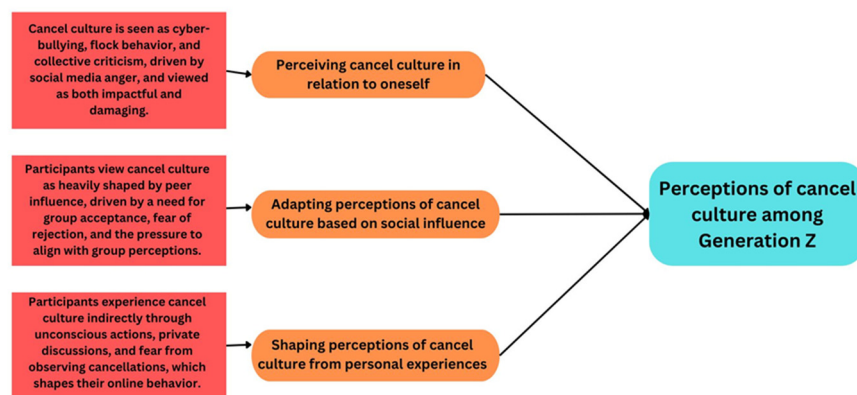 Cancel culture is seen as cyber-
bullying, flock behavior, and
collective criticism, driven by
social media anger, and viewed
as both impactful and
damaging.
Perceiving cancel culture in
relation to oneself
Participants view cancel culture
as heavily shaped by peer
influence, driven by a need for
group acceptance, fear of
rejection, and the pressure to
align with group perceptions.
Adapting perceptions of cancel
culture based on social influence
Perceptions of cancel
culture among
Generation Z
Participants experience cancel
culture indirectly through
unconscious actions, private
discussions, and fear from
observing cancellations, which
shapes their online behavior.
Shaping perceptions of cancel
culture from personal experiences